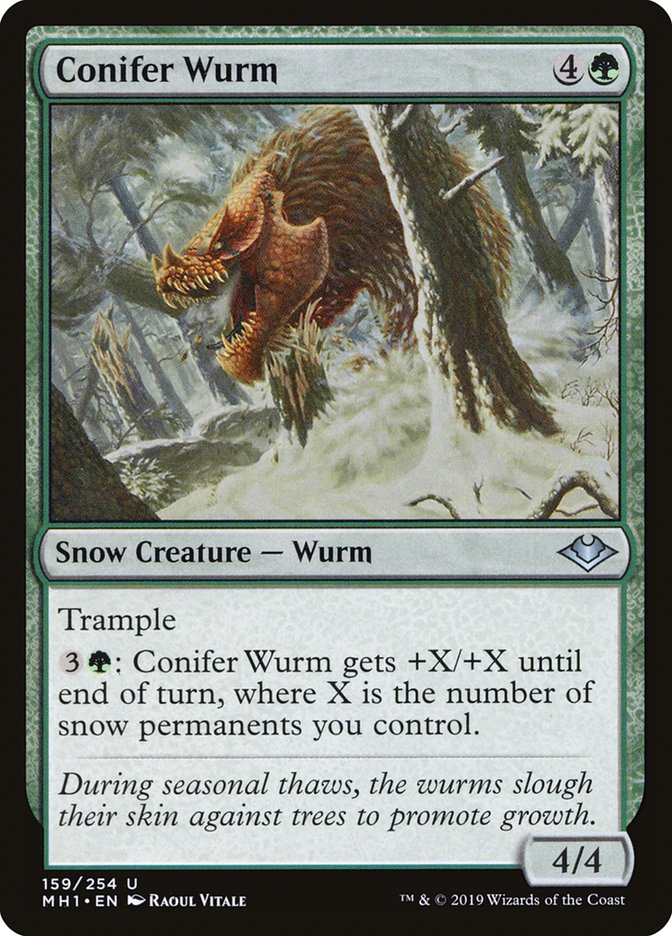 Conifer Wurm 4
Snow Creature — Wurm
Trample
3: Conifer Wurm gets +X/+X until
end of turn, where X is the number of
snow permanents you control.
During seasonal thaws, the wurms slough
their skin against trees to promote growth.
4/4
159/254 U
MH1 • EN Raoul Vitale
™ & © 2019 Wizards of the Coast